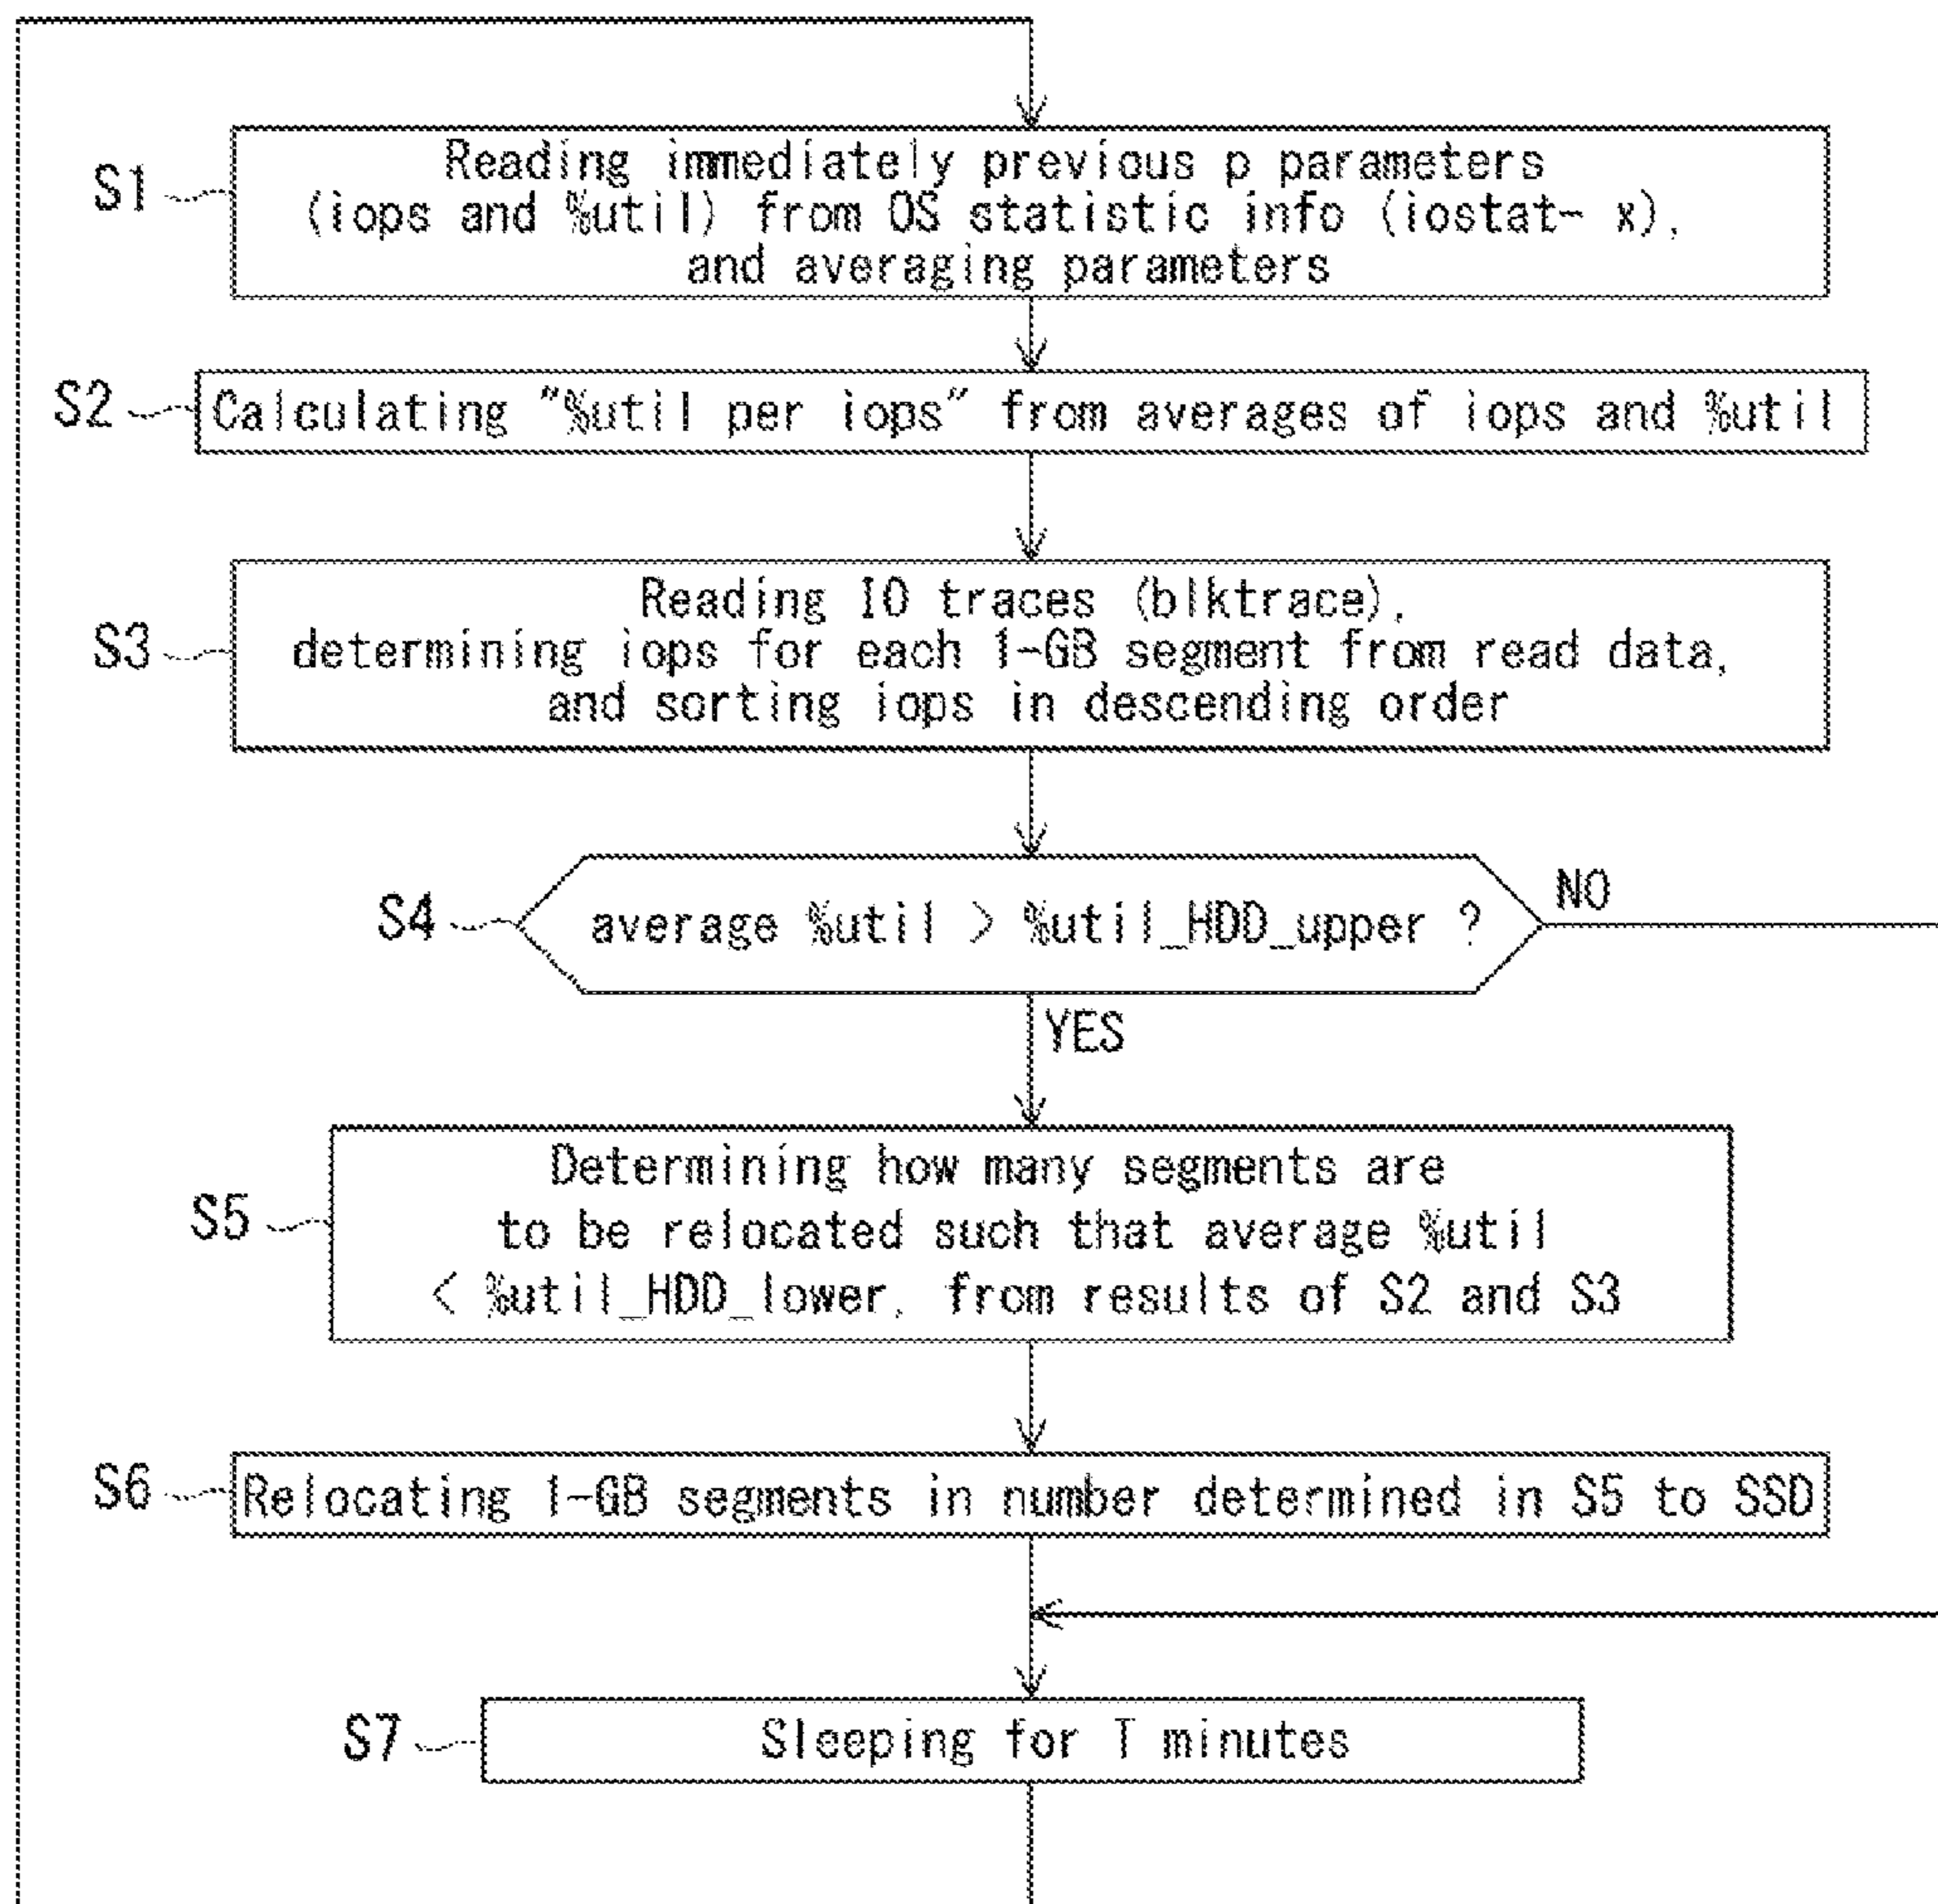 S1
Reading immediately previous p parameters
(iops and %util) from OS statistic info (iostat- x),
and averaging parameters
S2
Calculating "%util per iops" from averages of iops and %util
S3
Reading IO traces (blktrace),
determining iops for each 1-GB segment from read data,
and sorting iops in descending order
S4
average %util > %util_HDD_upper ?
NO
YES
S5
Determining how many segments are
to be relocated such that average %util
< %util_HDD_lower, from results of S2 and S3
S6
Relocating 1-GB segments in number determined in S5 to SSD
S7
Sleeping for T minutes